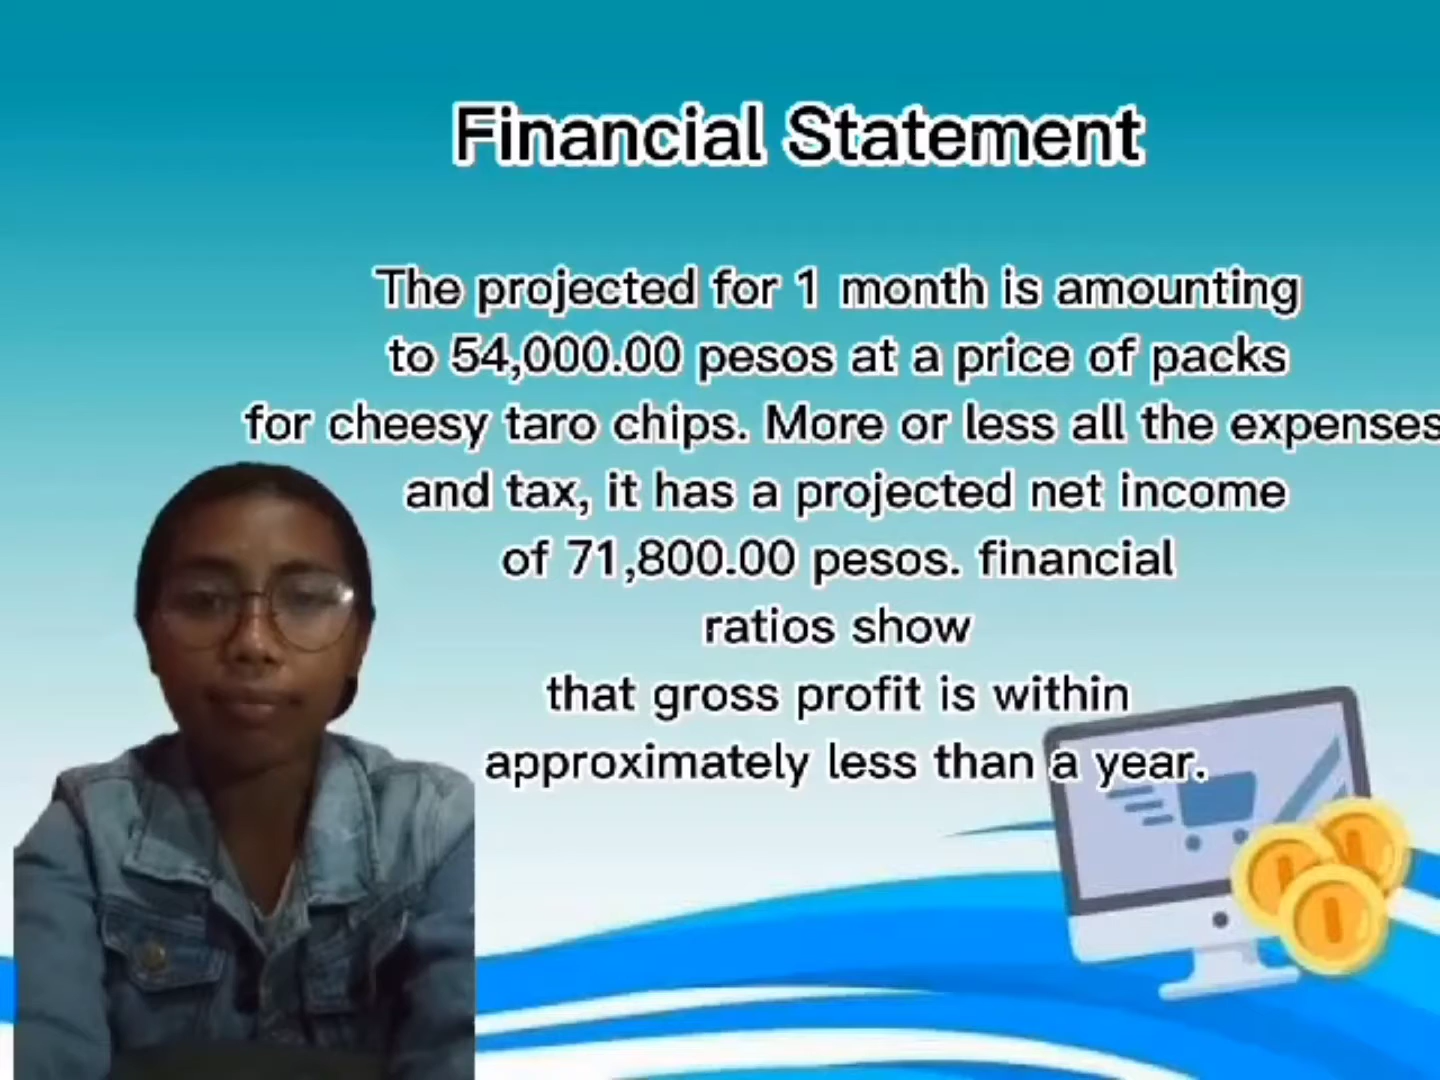 Financial Statement
The projected for 1 month is amounting
to 54,000.00 pesos at a price of packs
for cheesy taro chips. More or less all the expenses
and tax, it has a projected net income
of 71,800.00 pesos. financial
ratios show
that gross profit is within
approximately less than a year.